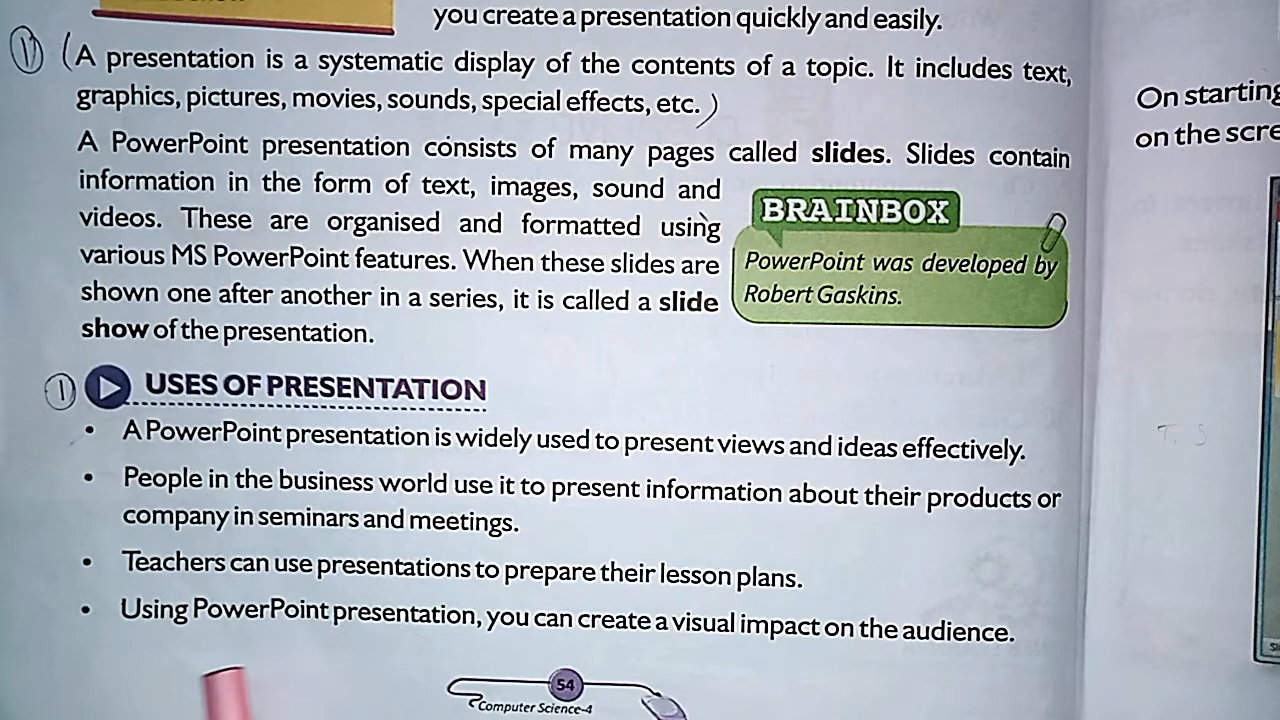 you create a presentation quickly and easily.
(A presentation is a systematic display of the contents of a topic. It includes text,
graphics, pictures, movies, sounds, special effects, etc.)
A PowerPoint presentation consists of many pages called slides. Slides contain
information in the form of text, images, sound and
videos. These are organised and formatted using
various MS PowerPoint features. When these slides are
shown one after another in a series, it is called a slide
show of the presentation.
BRAINBOX
PowerPoint was developed by
Robert Gaskins.
1 USES OF PRESENTATION
• A PowerPoint presentation is widely used to present views and ideas effectively.
• People in the business world use it to present information about their products or
company in seminars and meetings.
• Teachers can use presentations to prepare their lesson plans.
• Using PowerPoint presentation, you can create a visual impact on the audience.
54
Computer Science-4
On starting
on the scre
T. S